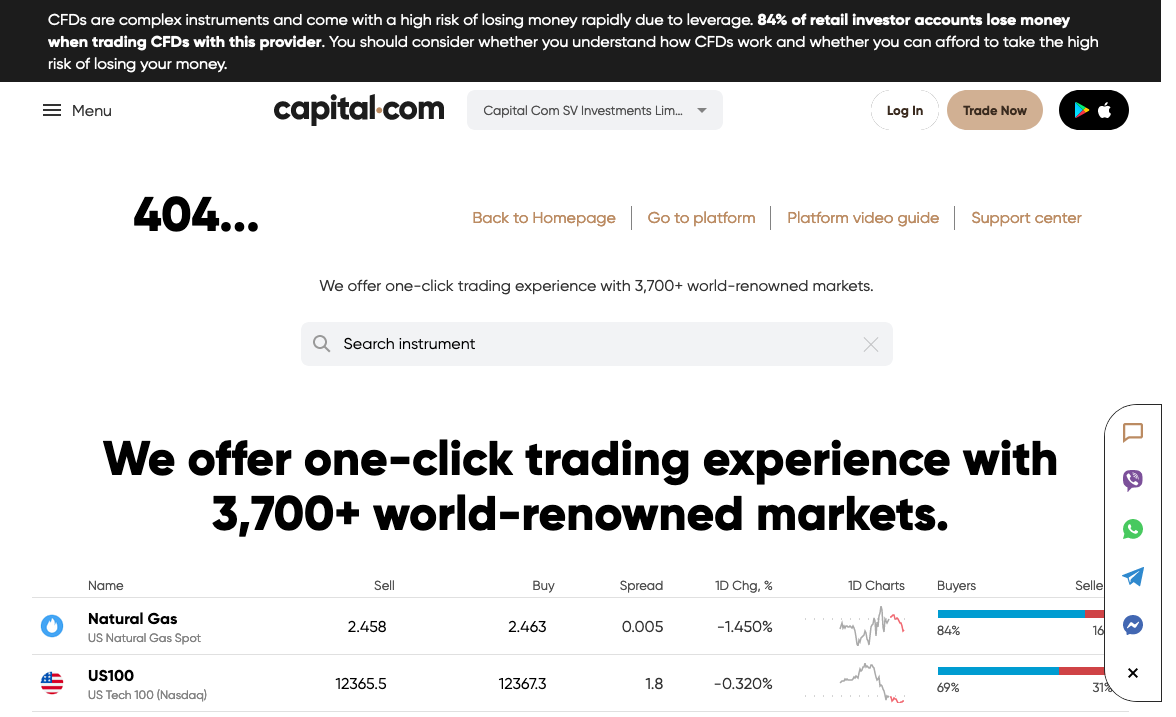 CFDs are complex instruments and come with a high risk of losing money rapidly due to leverage. 84% of retail investor accounts lose money
when trading CFDs with this provider. You should consider whether you understand how CFDs work and whether you can afford to take the high
risk of losing your money.
Menu
capital.com
Capital Com SV Investments Lim...
Log In
Trade Now
404...
Back to Homepage
Go to platform
Platform video guide
Support center
We offer one-click trading experience with 3,700+ world-renowned markets.
Search instrument
We offer one-click trading experience with
3,700+ world-renowned markets.
Name Sell Buy Spread 1D Chg, % 1D Charts Buyers Selle
Natural Gas
US Natural Gas Spot
2.458 2.463 0.005 -1.450%
84% 16
US100
US Tech 100 (Nasdaq)
12365.5 12367.3 1.8 -0.320%
69% 31%